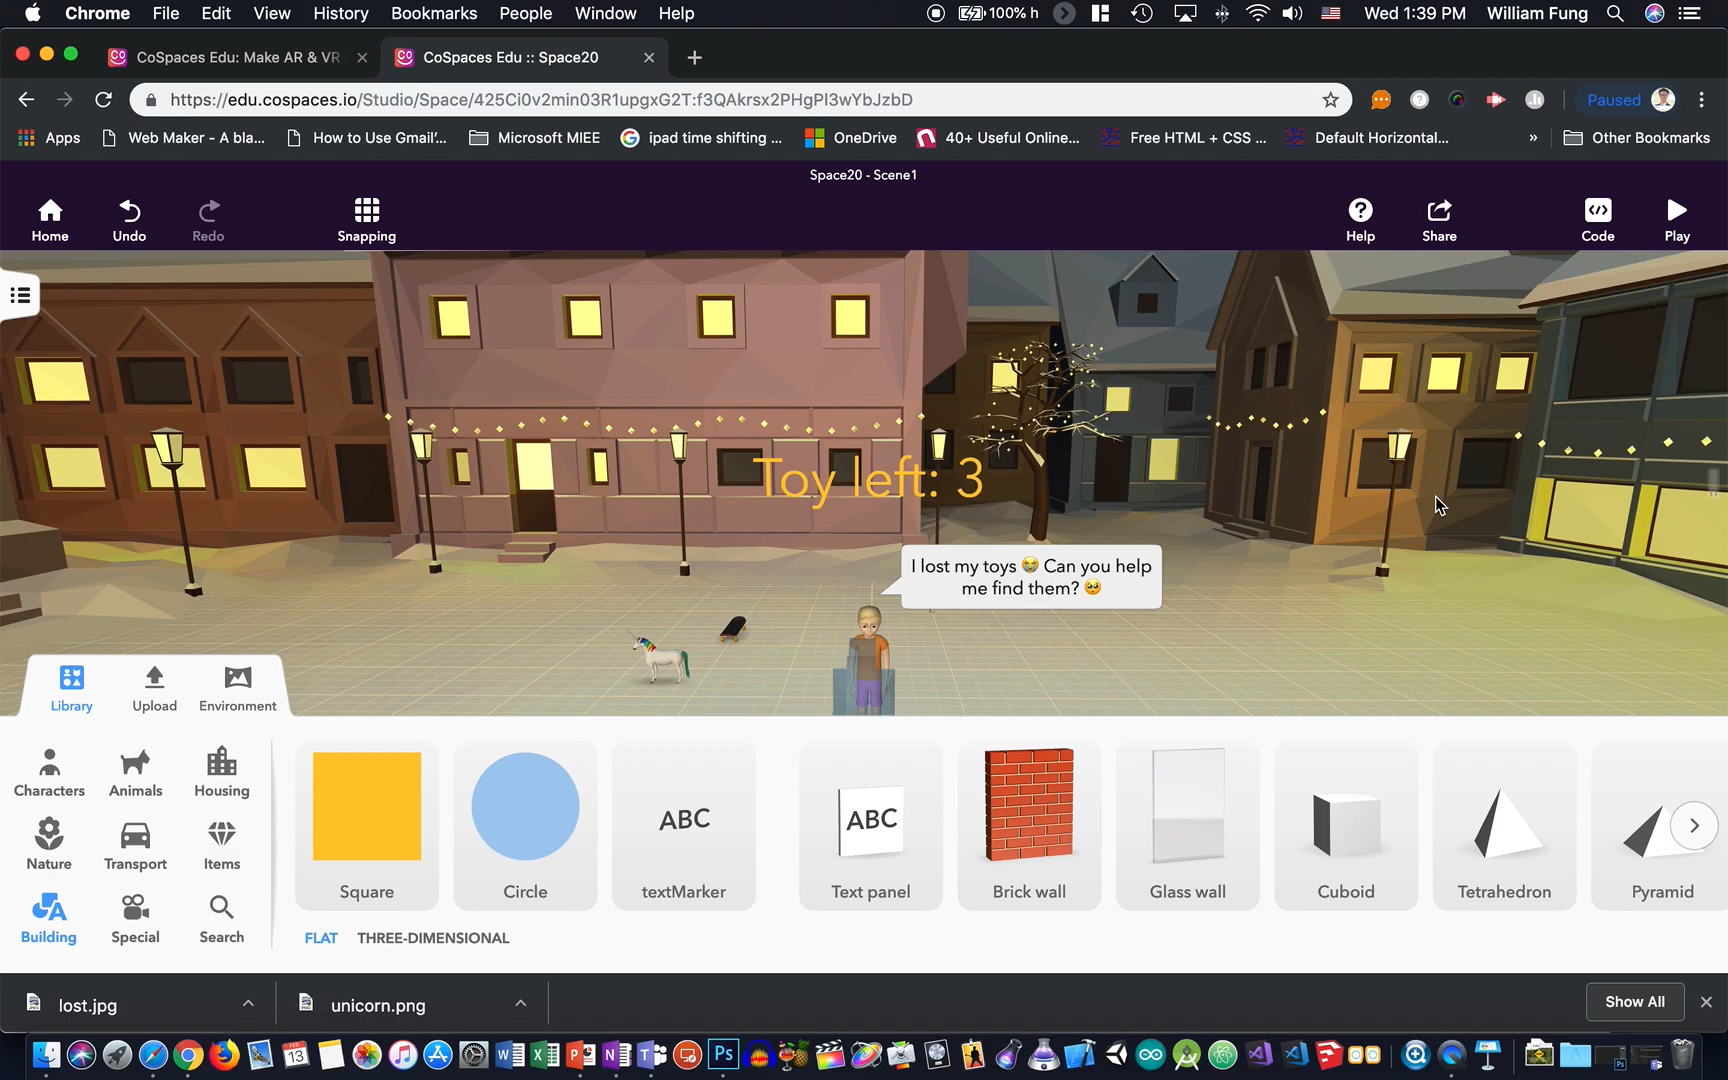 Chrome File Edit View History Bookmarks People Window Help 100% h Wed 1:39 PM William Fung
CoSpaces Edu: Make AR & VR
CoSpaces Edu :: Space20
https://edu.cospaces.io/Studio/Space/425Ci0v2min03R1upgxG2T:f3QAkrsx2PHgPl3wYbJzbD
Paused
Apps Web Maker - A bla... How to Use Gmail'... Microsoft MIEE ipad time shifting ... OneDrive 40+ Useful Online... Free HTML + CSS ... Default Horizontal... » Other Bookmarks
Space20 - Scene1
Home Undo Redo Snapping Help Share Code Play
Toy left: 3
I lost my toys 😭 Can you help
me find them? 🥺
Library Upload Environment
Characters Animals Housing
Nature Transport Items
Building Special Search
ABC
ABC
Square Circle textMarker Text panel Brick wall Glass wall Cuboid Tetrahedron Pyramid
FLAT THREE-DIMENSIONAL
lost.jpg
unicorn.png
Show All
FEB
13
Ps